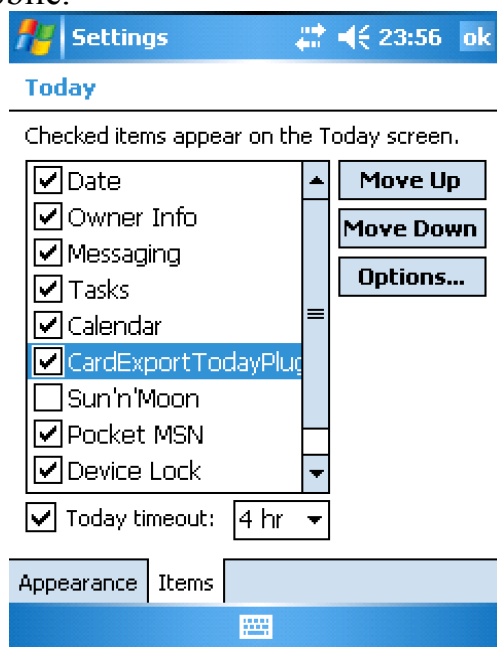 Settings 23:56 ok
Today
Checked items appear on the Today screen.
Date
Owner Info
Messaging
Tasks
Calendar
CardExportTodayPlug
Sun'n'Moon
Pocket MSN
Device Lock
Move Up
Move Down
Options...
Today timeout: 4 hr
Appearance Items